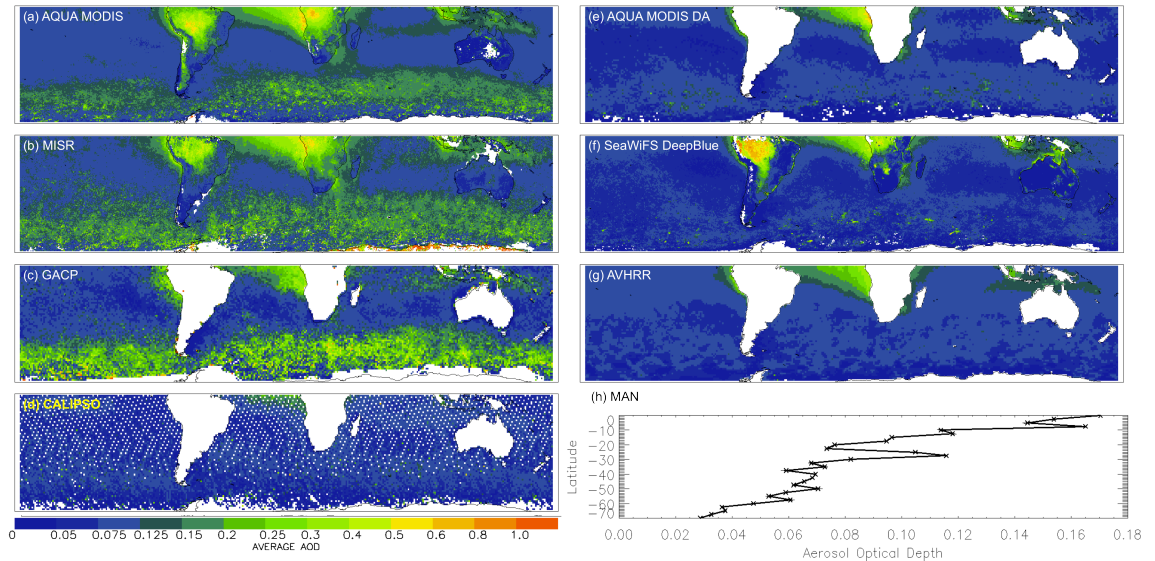 (a) AQUA MODIS
(e) AQUA MODIS DA
(b) MISR
(f) SeaWiFS DeepBlue
(c) GACP
(g) AVHRR
(d) CALIPSO
(h) MAN
0 0.05 0.075 0.125 0.15 0.2 0.25 0.3 0.4 0.5 0.6 0.8 1.0
AVERAGE AOD
0
-10
-20
-30
-40
-50
-60
-70
Latitude
0.00 0.02 0.04 0.06 0.08 0.10 0.12 0.14 0.16 0.18
Aerosol Optical Depth